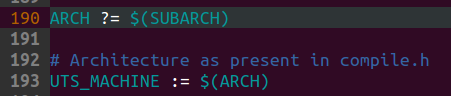 190 ARCH ?= $(SUBARCH)
191
192 # Architecture as present in compile.h
193 UTS_MACHINE := $(ARCH)